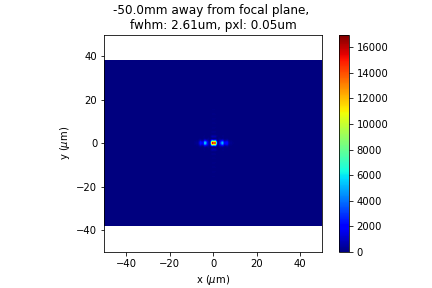 -50.0mm away from focal plane,
fwhm: 2.61um, pxl: 0.05um
40
20
0
−20
−40
y (μm)
−40 −20 0 20 40
x (μm)
16000
14000
12000
10000
8000
6000
4000
2000
0